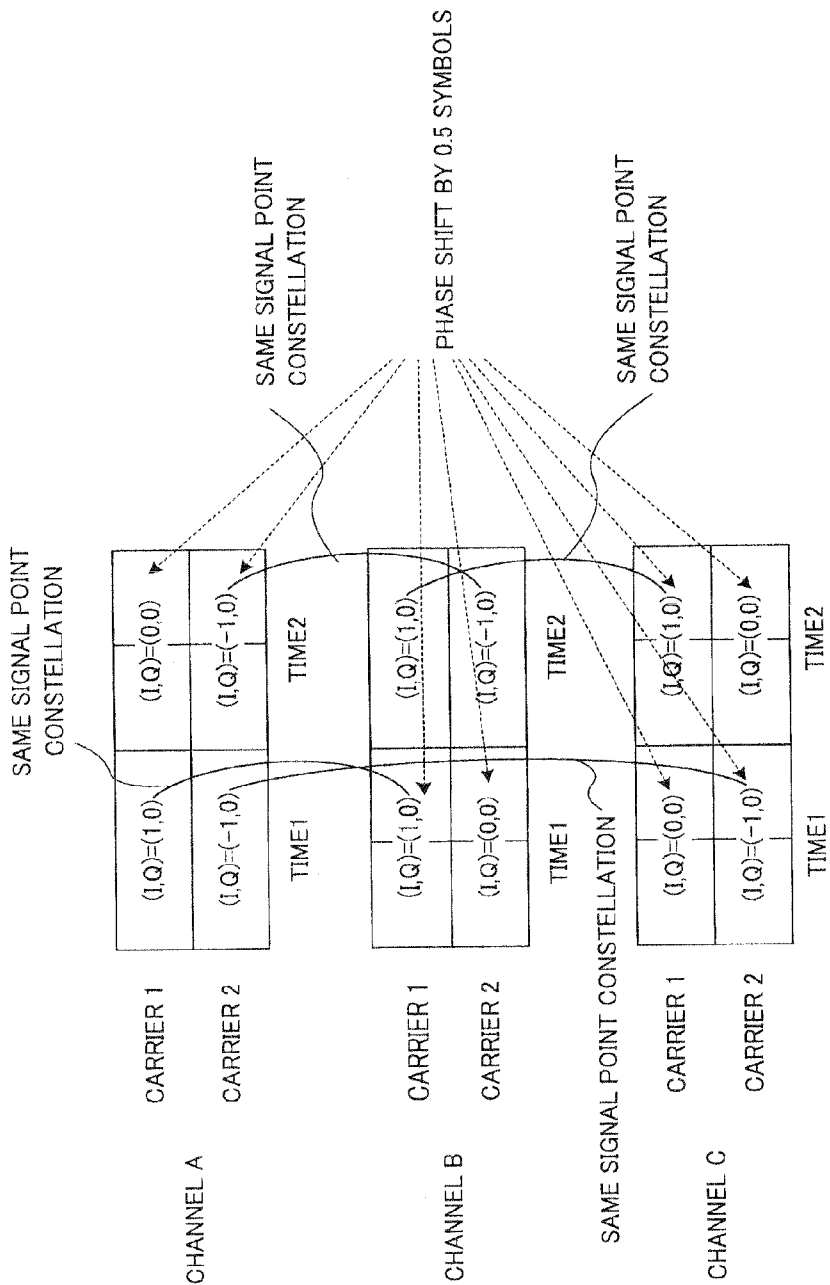 SAME SIGNAL POINT
CONSTELLATION
SAME SIGNAL POINT
CONSTELLATION
CHANNEL A
CARRIER 1
(I,Q)=(1,0)
(I,Q)=(0,0)
CARRIER 2
(I,Q)=(-1,0)
(I,Q)=(-1,0)
TIME1
TIME2
PHASE SHIFT BY 0.5 SYMBOLS
CHANNEL B
CARRIER 1
(I,Q)=(1,0)
(I,Q)=(1,0)
CARRIER 2
(I,Q)=(0,0)
(I,Q)=(-1,0)
TIME1
TIME2
SAME SIGNAL POINT
CONSTELLATION
SAME SIGNAL POINT CONSTELLATION
CHANNEL C
CARRIER 1
(I,Q)=(0,0)
(I,Q)=(1,0)
CARRIER 2
(I,Q)=(-1,0)
(I,Q)=(0,0)
TIME1
TIME2